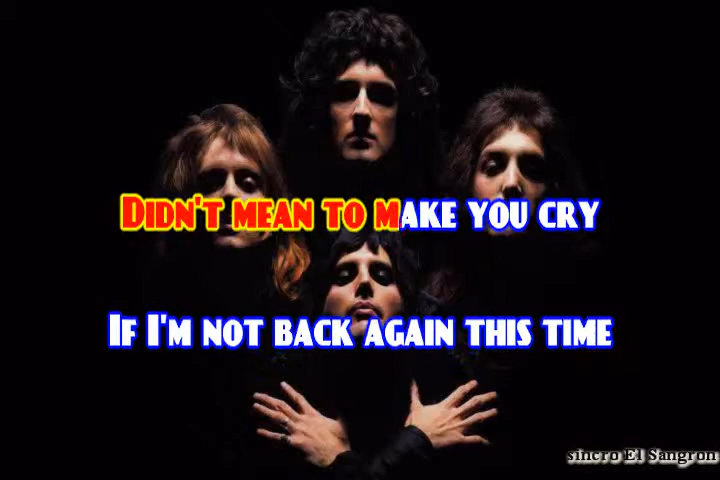 Didn't mean to make you cry
If I'm not back again this time
sincro El Sangron